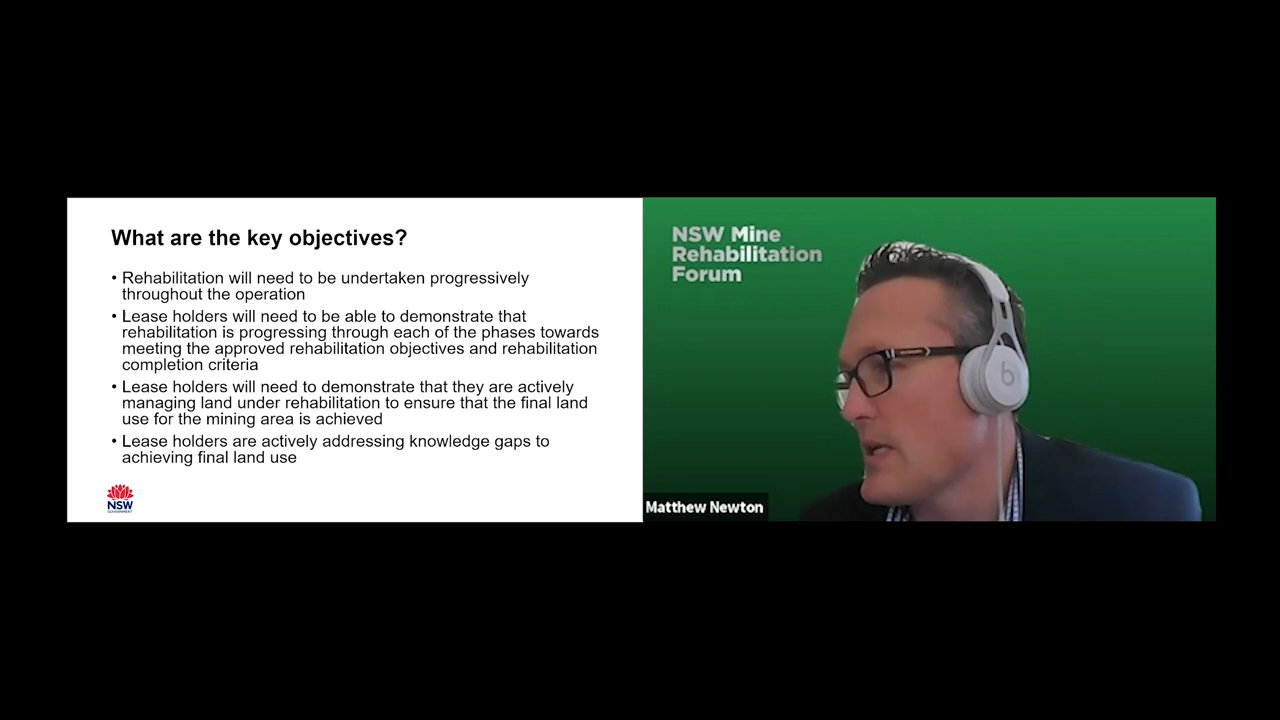 What are the key objectives?
• Rehabilitation will need to be undertaken progressively
throughout the operation
• Lease holders will need to be able to demonstrate that
rehabilitation is progressing through each of the phases towards
meeting the approved rehabilitation objectives and rehabilitation
completion criteria
• Lease holders will need to demonstrate that they are actively
managing land under rehabilitation to ensure that the final land
use for the mining area is achieved
• Lease holders are actively addressing knowledge gaps to
achieving final land use
NSW
GOVERNMENT
NSW Mine
Rehabilitation
Forum
Matthew Newton